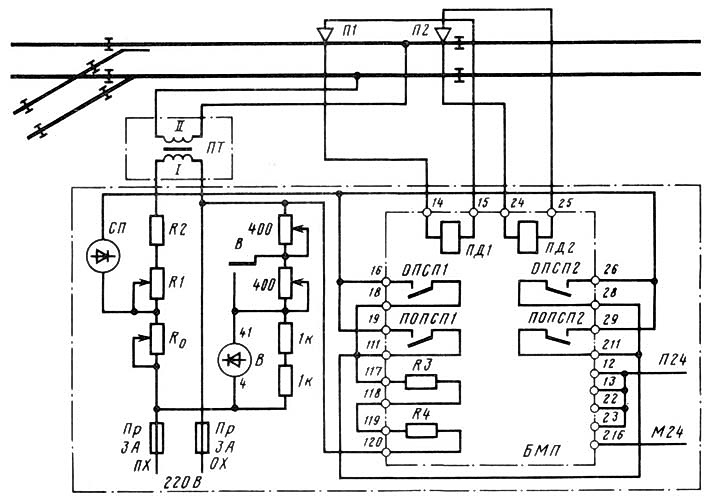 П1
П2
II
ПТ
I
14
15
24
25
СП
R2
400
В
ПД1
ПД2
16
ДПСП1
ДПСП2
26
R1
400
18
28
19
ПОПСП1
ПОПСП2
29
R0
41
1к
111
211
В
R3
12
П24
117
13
4
1к
118
22
119
R4
23
Пр
3А
ПХ
Пр
3А
ОХ
120
216
М24
БМП
220В